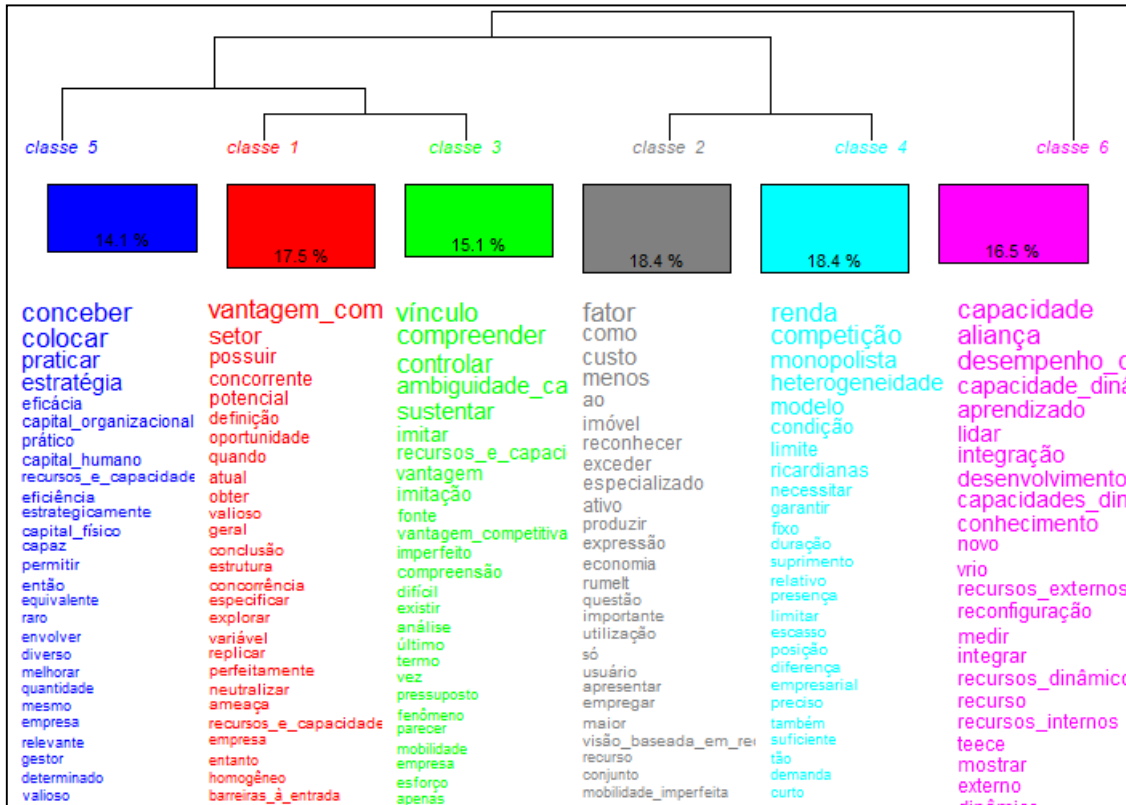 classe 5
classe 1
classe 3
classe 2
classe 4
classe 6
14.1 %
17.5 %
15.1 %
18.4 %
18.4 %
16.5 %
conceber
colocar
praticar
estratégia
eficácia
capital_organizacional
prático
capital_humano
recursos_e_capacidade
eficiência
estrategicamente
capital_físico
capaz
permitir
então
equivalente
raro
envolver
diverso
melhorar
quantidade
mesmo
empresa
relevante
gestor
determinado
valioso
vantagem_com
setor
possuir
concorrente
potencial
definição
oportunidade
quando
atual
obter
valioso
geral
conclusão
estrutura
concorrência
especificar
explorar
variável
replicar
perfeitamente
neutralizar
ameaça
recursos_e_capacidade
empresa
entanto
homogêneo
barreiras_à_entrada
vínculo
compreender
controlar
ambiguidade_ca
sustentar
imitar
recursos_e_capaci
vantagem
imitação
fonte
vantagem_competitiva
imperfeito
compreensão
difícil
existir
análise
último
termo
vez
pressuposto
fenômeno
parecer
mobilidade
empresa
esforço
apenas
fator
como
custo
menos
ao
imóvel
reconhecer
exceder
especializado
ativo
produzir
expressão
economia
rumelt
questão
importante
utilização
só
usuário
apresentar
empregar
maior
visão_baseada_em_rec
recurso
conjunto
mobilidade_imperfeita
renda
competição
monopolista
heterogeneidade
modelo
condição
limite
ricardianas
necessitar
garantir
fixo
duração
suprimento
relativo
presença
limitar
escasso
posição
diferença
empresarial
preciso
também
suficiente
tão
demanda
curto
capacidade
aliança
desempenho_o
capacidade_dinâ
aprendizado
lidar
integração
desenvolvimento
capacidades_din
conhecimento
novo
vrio
recursos_externos
reconfiguração
medir
integrar
recursos_dinâmico
recurso
recursos_internos
teece
mostrar
externo
dinâmico